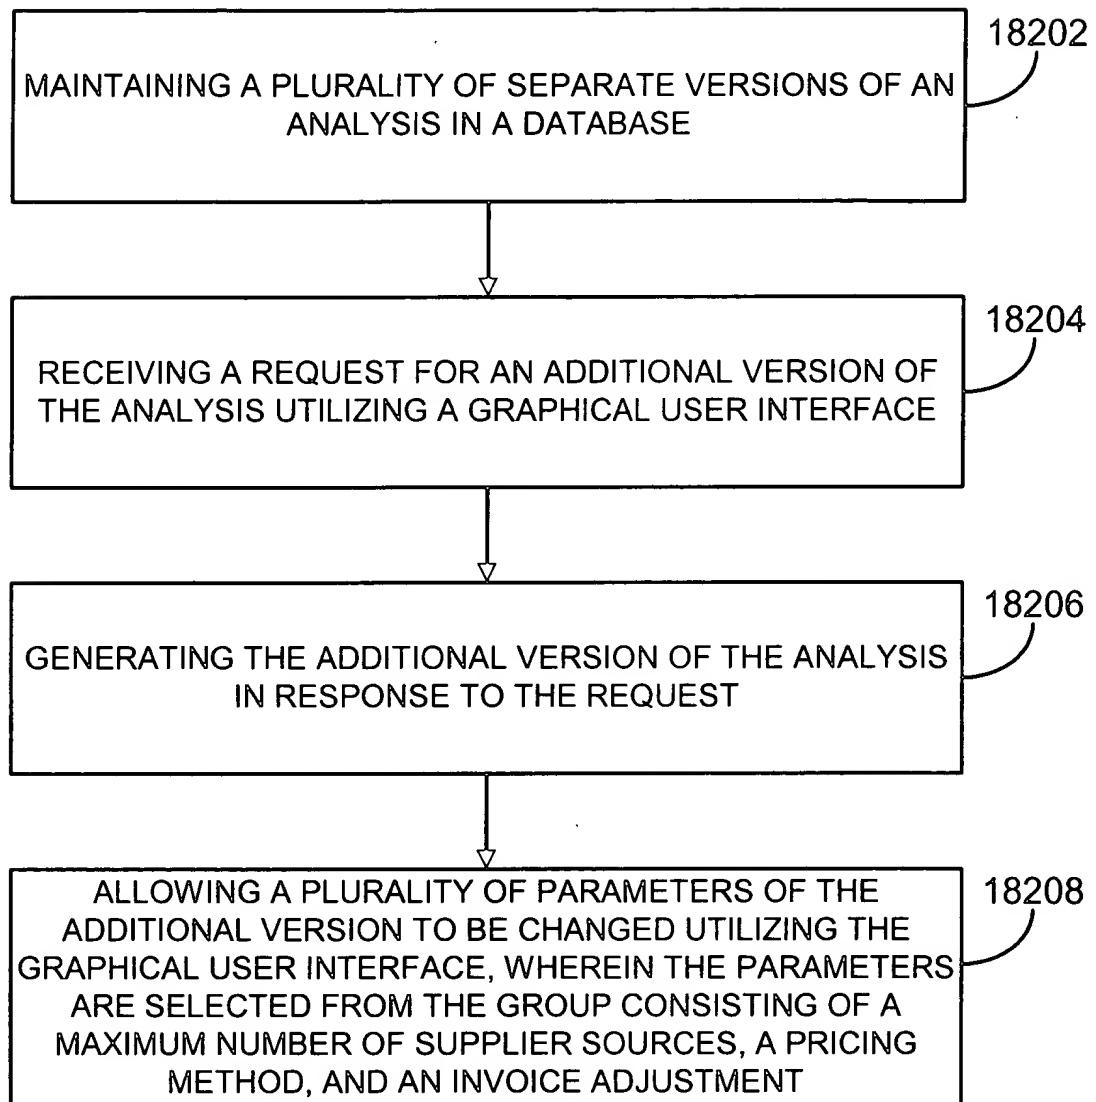 18202
MAINTAINING A PLURALITY OF SEPARATE VERSIONS OF AN
ANALYSIS IN A DATABASE
18204
RECEIVING A REQUEST FOR AN ADDITIONAL VERSION OF
THE ANALYSIS UTILIZING A GRAPHICAL USER INTERFACE
18206
GENERATING THE ADDITIONAL VERSION OF THE ANALYSIS
IN RESPONSE TO THE REQUEST
18208
ALLOWING A PLURALITY OF PARAMETERS OF THE
ADDITIONAL VERSION TO BE CHANGED UTILIZING THE
GRAPHICAL USER INTERFACE, WHEREIN THE PARAMETERS
ARE SELECTED FROM THE GROUP CONSISTING OF A
MAXIMUM NUMBER OF SUPPLIER SOURCES, A PRICING
METHOD, AND AN INVOICE ADJUSTMENT